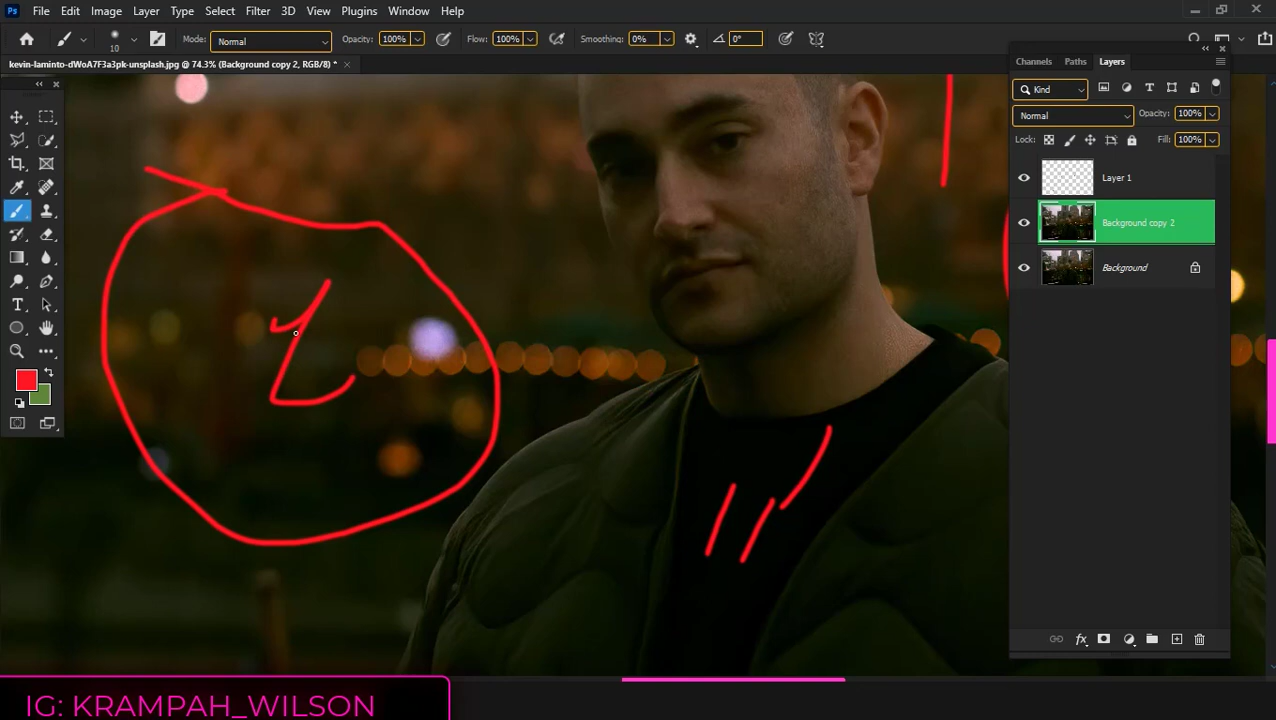 Ps File Edit Image Layer Type Select Filter 3D View Plugins Window Help
10 Mode: Normal Opacity: 100% Flow: 100% Smoothing: 0% 0°
kevin-laminto-dWoA7F3a3pk-unsplash.jpg @ 74.3% (Background copy 2, RGB/8) *
Channels Paths Layers
Kind
Normal Opacity: 100%
Lock: Fill: 100%
Layer 1
Background copy 2
Background
IG: KRAMPAH_WILSON